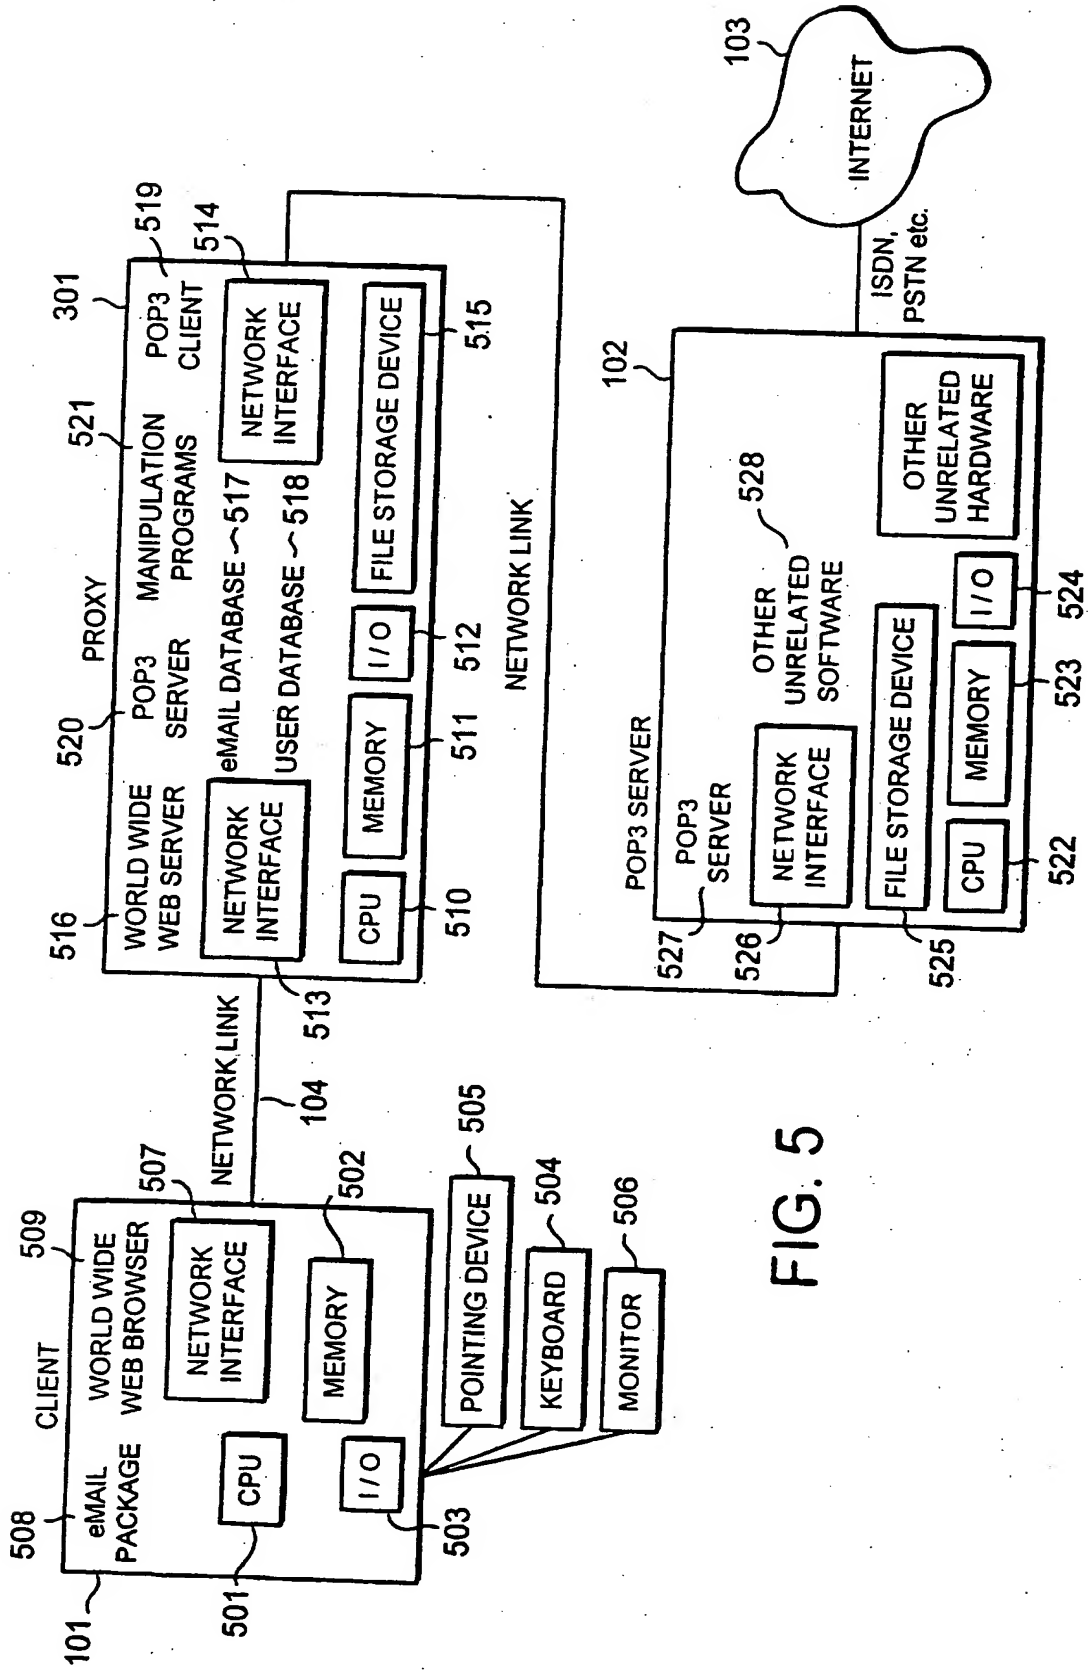 CLIENT
101
508
eMAIL
PACKAGE
509
WORLD WIDE
WEB BROWSER
507
NETWORK
INTERFACE
CPU
501
502
MEMORY
I/O
503
POINTING DEVICE
505
KEYBOARD
504
MONITOR
506
NETWORK LINK
104
PROXY
301
516
WORLD WIDE
WEB SERVER
520
POP3
SERVER
521
MANIPULATION
PROGRAMS
POP3
CLIENT
519
NETWORK
INTERFACE
513
eMAIL DATABASE
517
USER DATABASE
518
NETWORK
INTERFACE
514
CPU
510
MEMORY
511
I/O
512
FILE STORAGE DEVICE
515
NETWORK LINK
POP3 SERVER
102
POP3
SERVER
527
OTHER
UNRELATED
SOFTWARE
528
NETWORK
INTERFACE
526
FILE STORAGE DEVICE
525
CPU
522
MEMORY
523
I/O
524
OTHER
UNRELATED
HARDWARE
ISDN,
PSTN etc.
INTERNET
103
FIG. 5